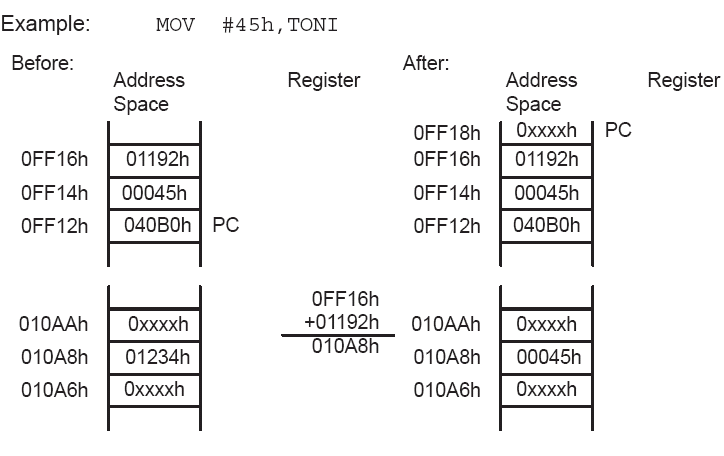 Example: MOV #45h,TONI
Before: After:
Address Register Address Register
Space Space
0FF18h 0xxxxh PC
0FF16h 01192h 0FF16h 01192h
0FF14h 00045h 0FF14h 00045h
0FF12h 040B0h PC 0FF12h 040B0h
0FF16h
010AAh 0xxxxh +01192h 010AAh 0xxxxh
010A8h 01234h 010A8h 010A8h 00045h
010A6h 0xxxxh 010A6h 0xxxxh